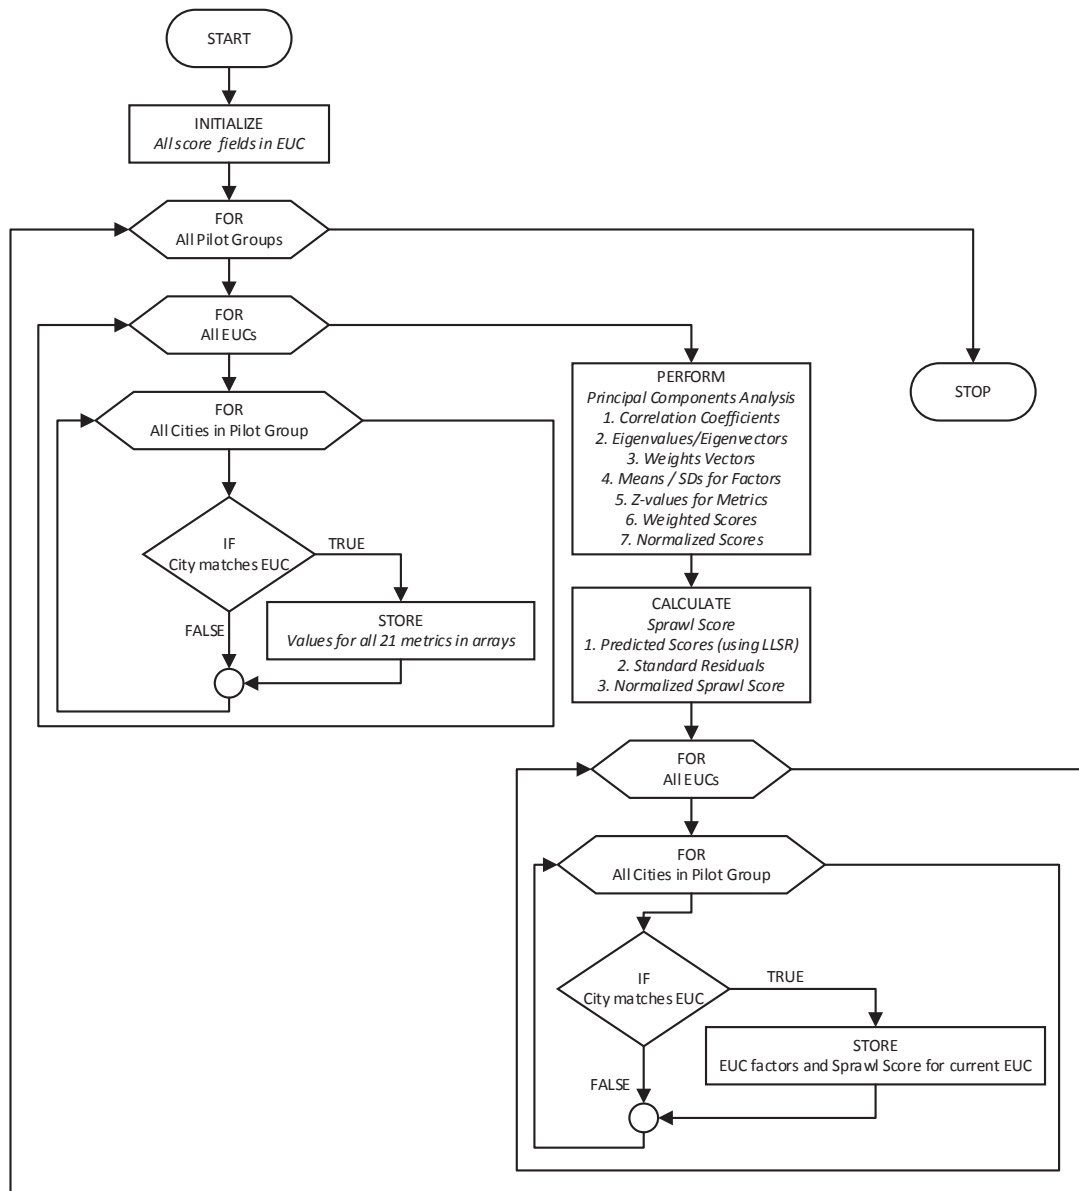 START
INITIALIZE
All score fields in EUC
FOR
All Pilot Groups
FOR
All EUCs
FOR
All Cities in Pilot Group
IF
City matches EUC
TRUE
FALSE
STORE
Values for all 21 metrics in arrays
PERFORM
Principal Components Analysis
1. Correlation Coefficients
2. Eigenvalues/Eigenvectors
3. Weights Vectors
4. Means / SDs for Factors
5. Z-values for Metrics
6. Weighted Scores
7. Normalized Scores
STOP
CALCULATE
Sprawl Score
1. Predicted Scores (using LLSR)
2. Standard Residuals
3. Normalized Sprawl Score
FOR
All EUCs
FOR
All Cities in Pilot Group
IF
City matches EUC
TRUE
FALSE
STORE
EUC factors and Sprawl Score for current EUC